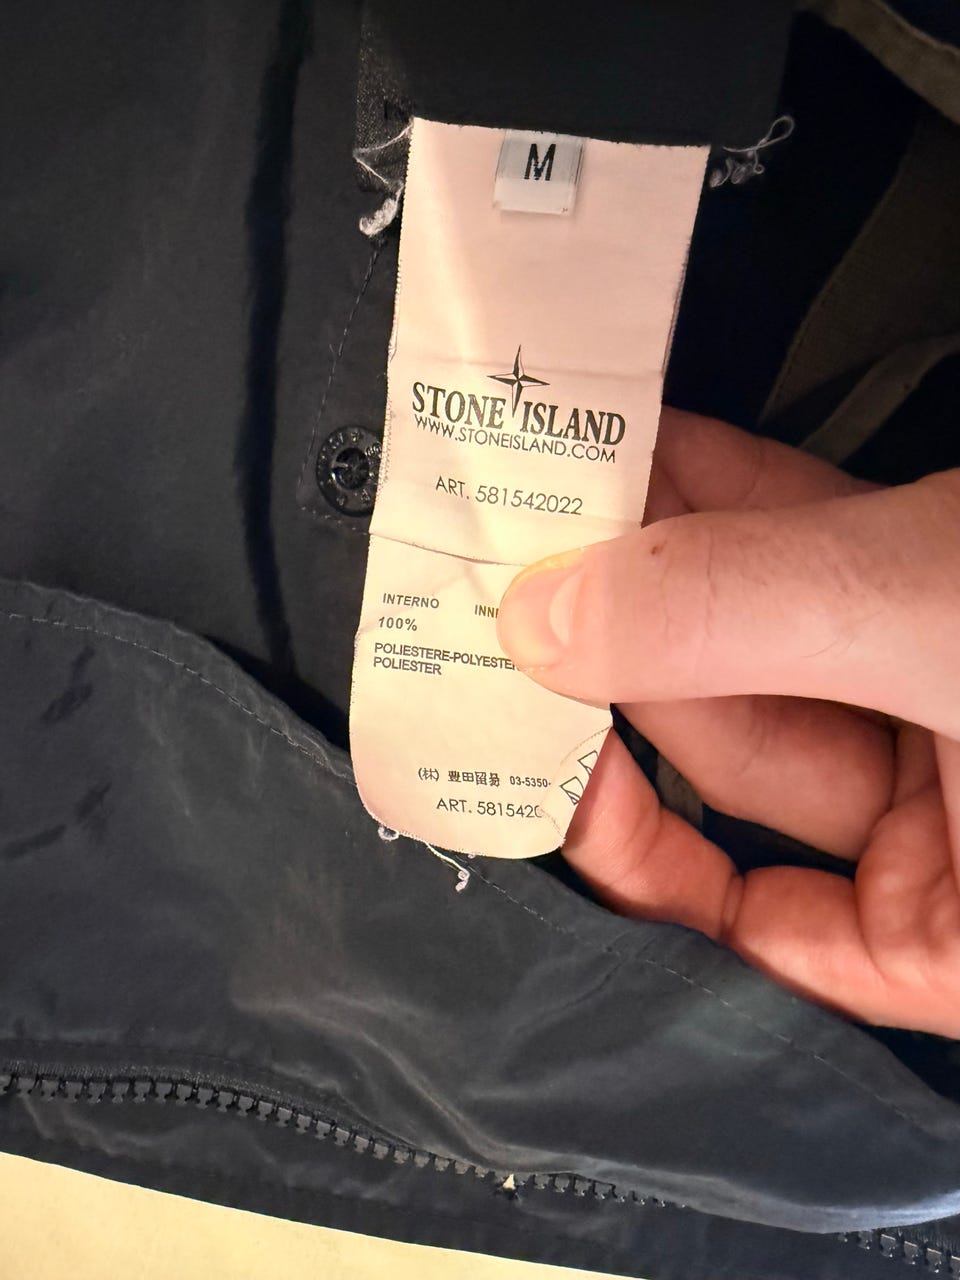 M
STONE ISLAND
WWW.STONEISLAND.COM
ART. 581542022
INTERNO
100%
POLIESTERE-POLYESTER
POLIESTER
(株) 豊田貿易 03-5350-
ART. 5815420